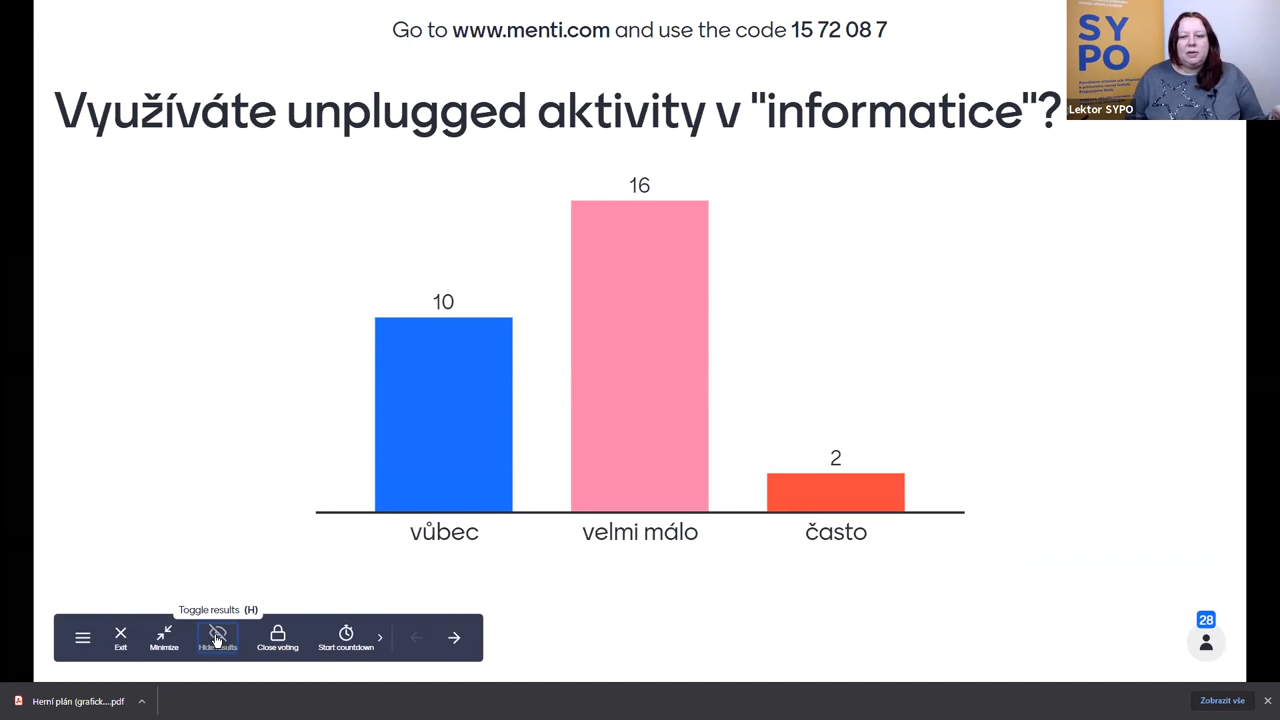 Go to www.menti.com and use the code 15 72 08 7
SY
PO
Lektor SYPO
Využíváte unplugged aktivity v "informatice"?
16
10
2
vůbec
velmi málo
často
Toggle results (H)
Exit
Minimize
Hide results
Close voting
Start countdown
28
Herní plán (grafick....pdf
Zobrazit vše